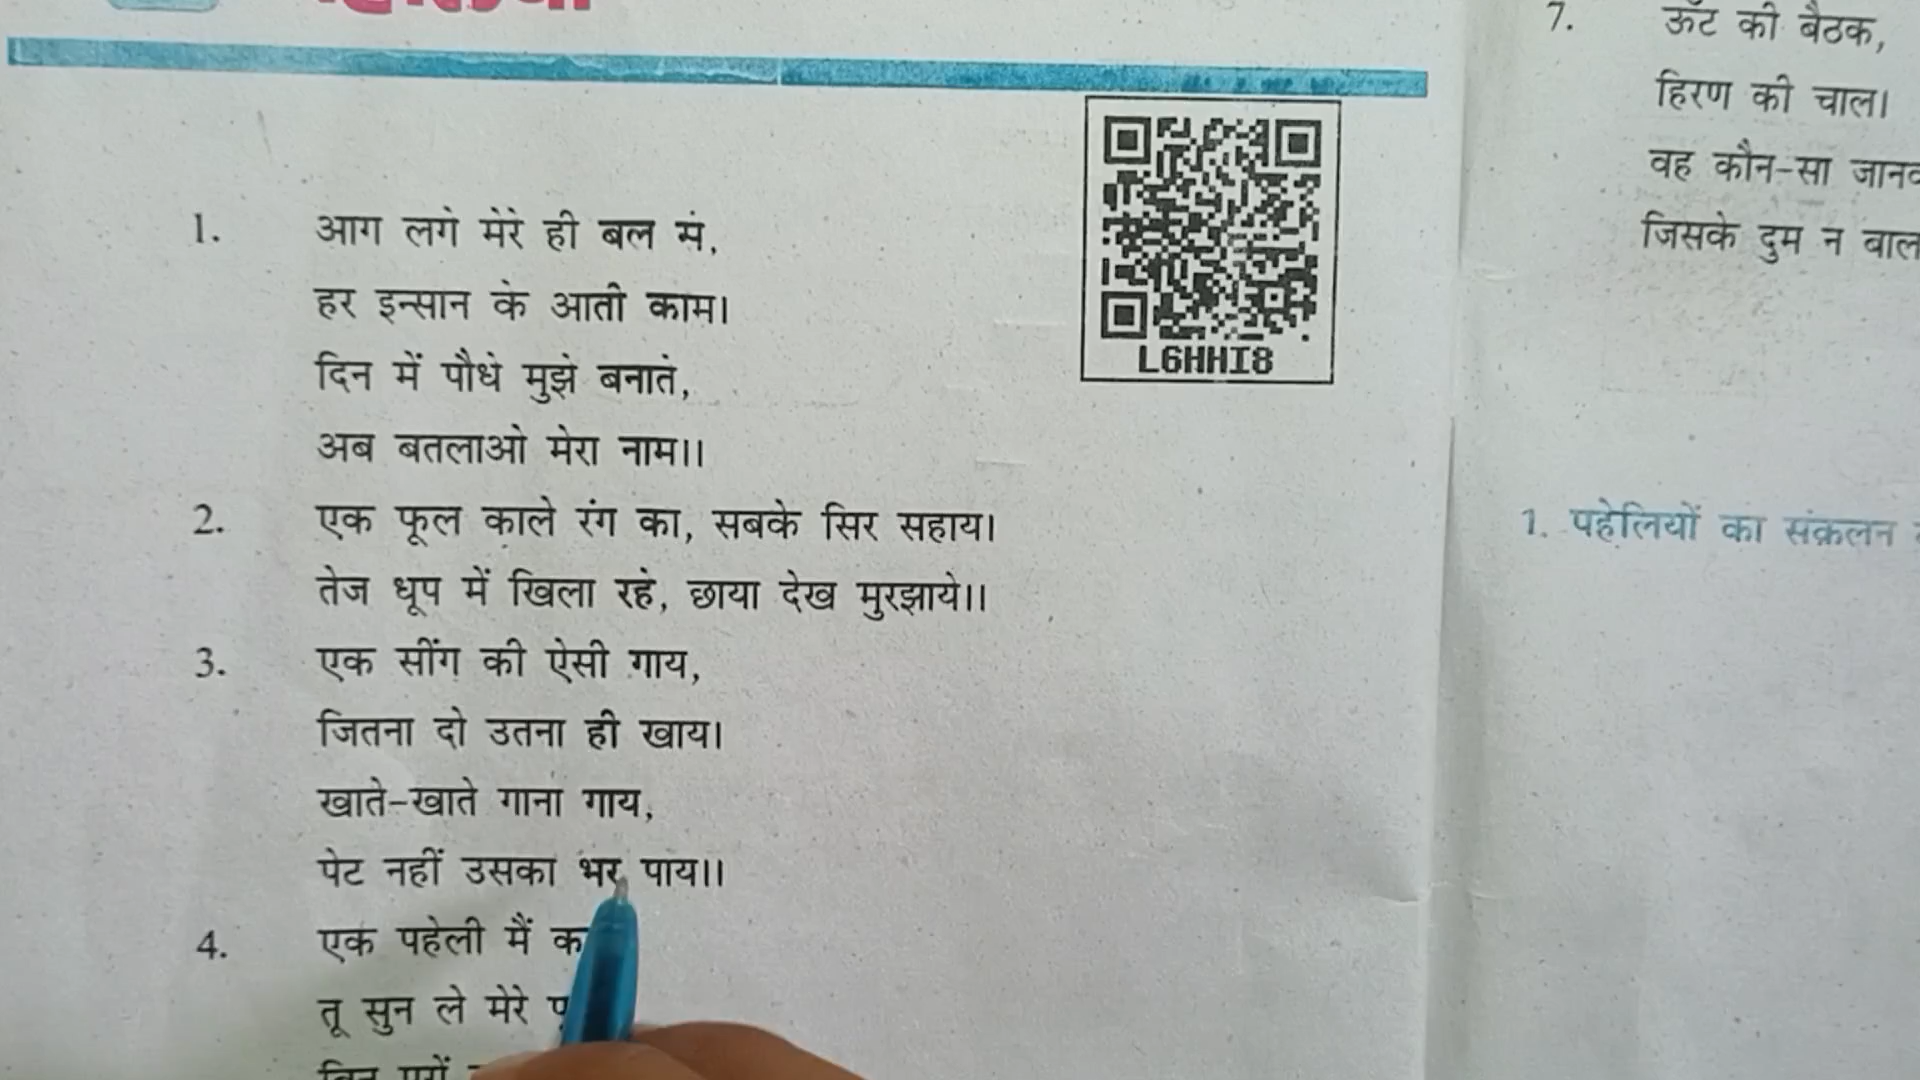 1. आग लगे मेरे ही बल में,
हर इन्सान के आती काम।
दिन में पौधे मुझे बनाते,
अब बतलाओ मेरा नाम।।
2. एक फूल काले रंग का, सबके सिर सहाय।
तेज धूप में खिला रहे, छाया देख मुरझाये।।
3. एक सींग की ऐसी गाय,
जितना दो उतना ही खाय।
खाते-खाते गाना गाय,
पेट नहीं उसका भर पाय।।
4. एक पहेली मैं
तू सुन ले मेरे
L6HHI8
7. ऊँट की बैठक,
हिरण की चाल।
वह कौन-सा
जिसके दुम न बाल
1. पहेलियों का संकलन